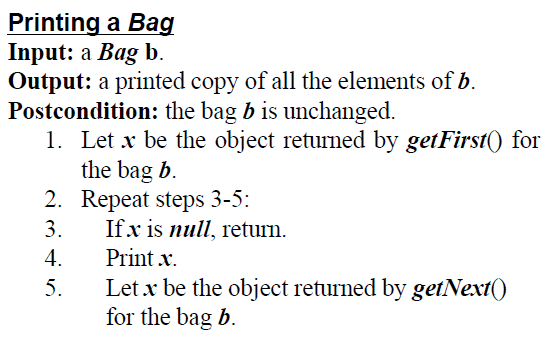 Printing a Bag
Input: a Bag b.
Output: a printed copy of all the elements of b.
Postcondition: the bag b is unchanged.
1. Let x be the object returned by getFirst() for
the bag b.
2. Repeat steps 3-5:
3. If x is null, return.
4. Print x.
5. Let x be the object returned by getNext()
for the bag b.